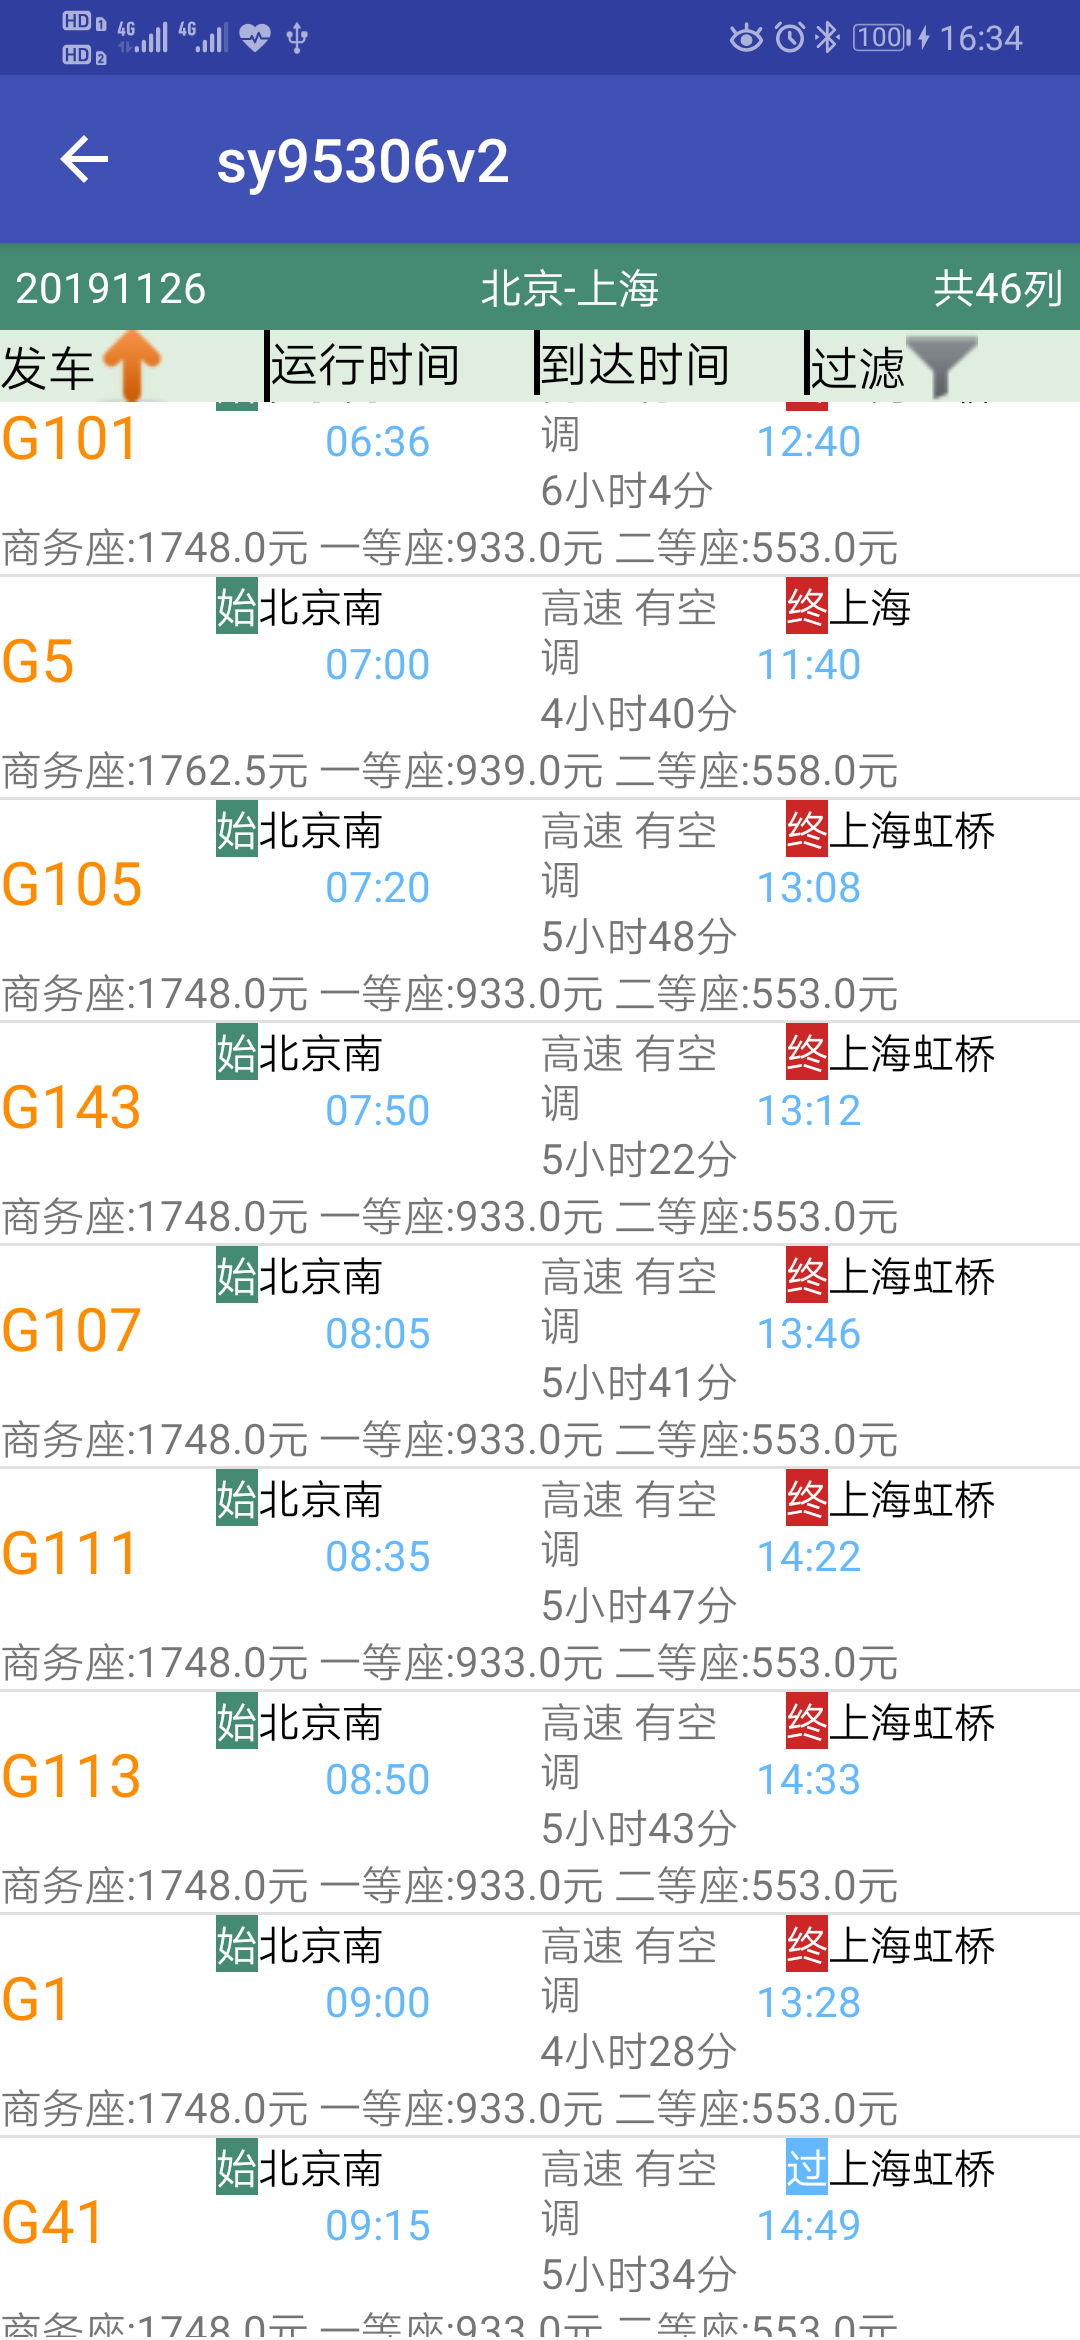 HD 1 4G 4G 100 16:34
HD 2
sy95306v2
20191126 北京-上海 共46列
发车 运行时间 到达时间 过滤
G101 06:36 调 12:40
6小时4分
商务座:1748.0元 一等座:933.0元 二等座:553.0元
始北京南 高速 有空 终上海
G5 07:00 调 11:40
4小时40分
商务座:1762.5元 一等座:939.0元 二等座:558.0元
始北京南 高速 有空 终上海虹桥
G105 07:20 调 13:08
5小时48分
商务座:1748.0元 一等座:933.0元 二等座:553.0元
始北京南 高速 有空 终上海虹桥
G143 07:50 调 13:12
5小时22分
商务座:1748.0元 一等座:933.0元 二等座:553.0元
始北京南 高速 有空 终上海虹桥
G107 08:05 调 13:46
5小时41分
商务座:1748.0元 一等座:933.0元 二等座:553.0元
始北京南 高速 有空 终上海虹桥
G111 08:35 调 14:22
5小时47分
商务座:1748.0元 一等座:933.0元 二等座:553.0元
始北京南 高速 有空 终上海虹桥
G113 08:50 调 14:33
5小时43分
商务座:1748.0元 一等座:933.0元 二等座:553.0元
始北京南 高速 有空 终上海虹桥
G1 09:00 调 13:28
4小时28分
商务座:1748.0元 一等座:933.0元 二等座:553.0元
始北京南 高速 有空 过上海虹桥
G41 09:15 调 14:49
5小时34分
商务座:1748.0元 一等座:933.0元 二等座:553.0元